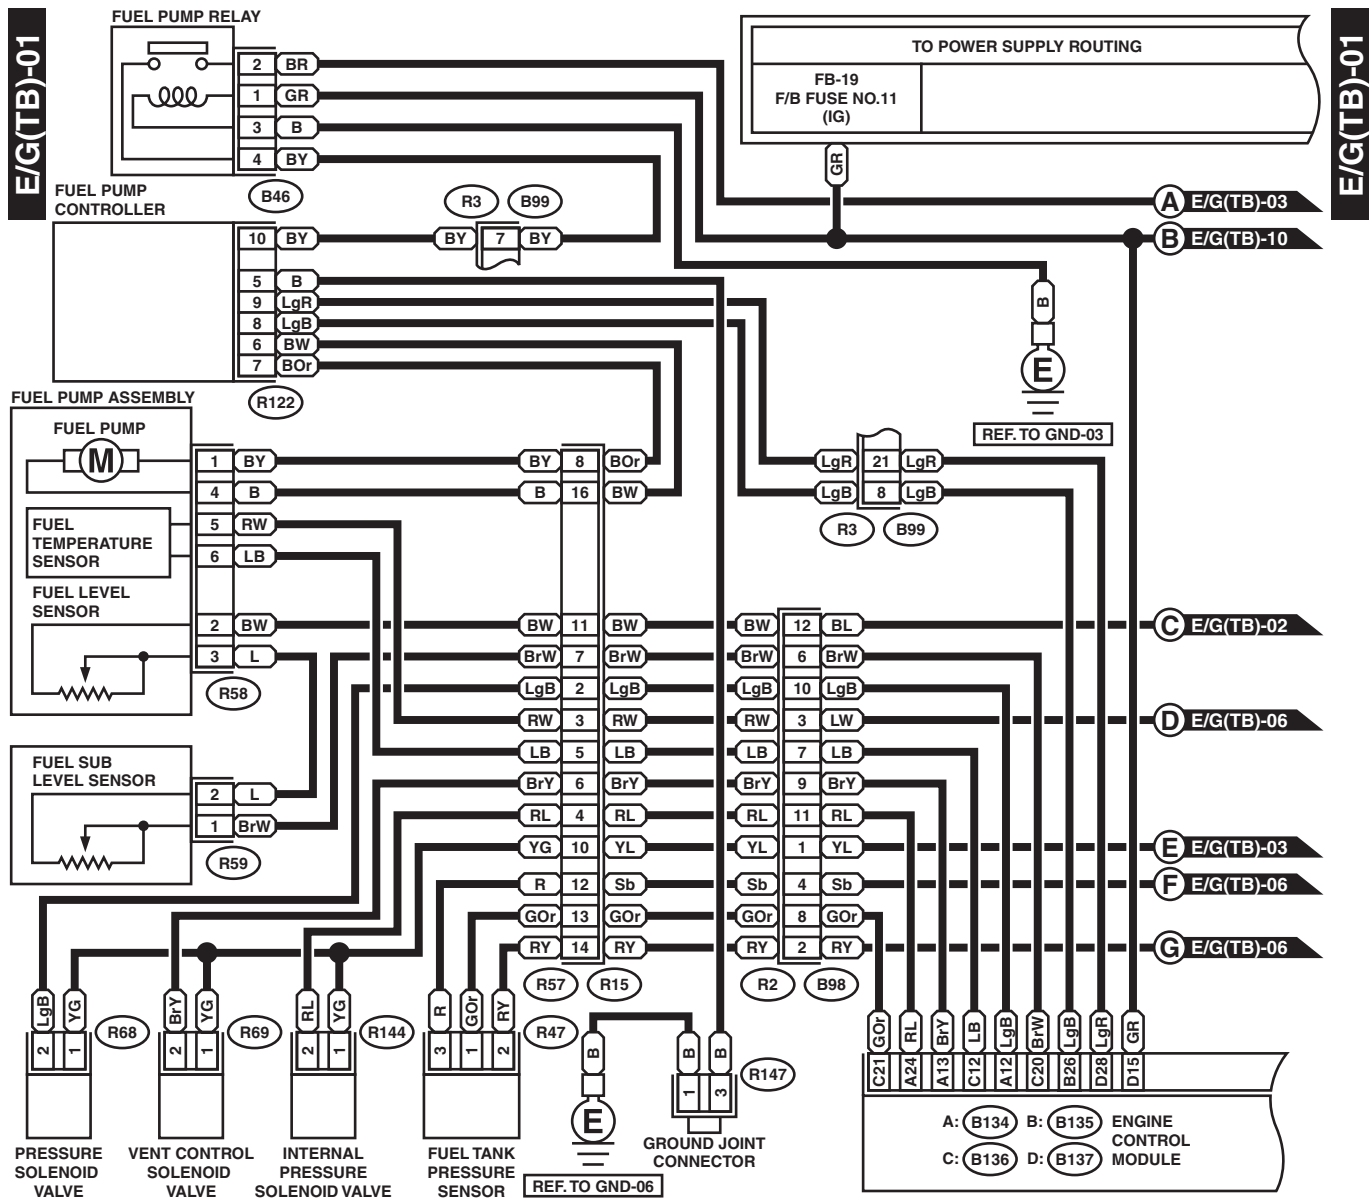 E/G(TB)-01
FUEL PUMP RELAY
2 BR
1 GR
3 B
4 BY
B46
TO POWER SUPPLY ROUTING
FB-19
F/B FUSE NO.11
(IG)
GR
E/G(TB)-01
A E/G(TB)-03
B E/G(TB)-10
FUEL PUMP
CONTROLLER
R3 B99
10 BY BY 7 BY
5 B
9 LgR
8 LgB
6 BW
7 BOr
R122
B
E
REF. TO GND-03
FUEL PUMP ASSEMBLY
FUEL PUMP
M
1 BY BY 8 BOr LgR 21 LgR
4 B B 16 BW LgB 8 LgB
R3 B99
FUEL
TEMPERATURE
SENSOR
5 RW
6 LB
FUEL LEVEL
SENSOR
2 BW
3 L
R58
BW 11 BW BW 12 BL C E/G(TB)-02
BrW 7 BrW BrW 6 BrW
LgB 2 LgB LgB 10 LgB
RW 3 RW RW 3 LW D E/G(TB)-06
LB 5 LB LB 7 LB
BrY 6 BrY BrY 9 BrY
RL 4 RL RL 11 RL
YG 10 YL YL 1 YL E E/G(TB)-03
R 12 Sb Sb 4 Sb F E/G(TB)-06
GOr 13 GOr GOr 8 GOr
RY 14 RY RY 2 RY G E/G(TB)-06
R57 R15 R2 B98
FUEL SUB
LEVEL SENSOR
2 L
1 BrW
R59
LgB YG R68
2 1
PRESSURE
SOLENOID
VALVE
BrY YG R69
2 1
VENT CONTROL
SOLENOID
VALVE
RL YG R144
2 1
INTERNAL
PRESSURE
SOLENOID VALVE
R GOr RY R47
3 1 2
FUEL TANK
PRESSURE
SENSOR
B
E
REF. TO GND-06
B B R147
1 3
GROUND JOINT
CONNECTOR
GOr RL BrY LB LgB BrW LgB LgR GR
C21 A24 A13 C12 A12 C20 B26 D28 D15
A: B134 B: B135
C: B136 D: B137
ENGINE
CONTROL
MODULE